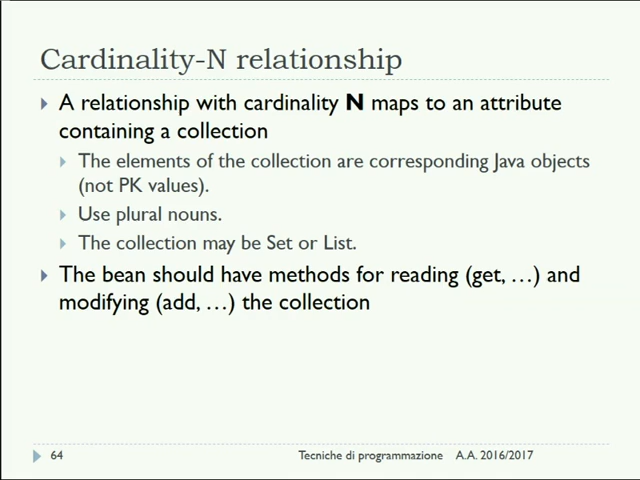 Cardinality-N relationship
A relationship with cardinality N maps to an attribute
containing a collection
The elements of the collection are corresponding Java objects
(not PK values).
Use plural nouns.
The collection may be Set or List.
The bean should have methods for reading (get, …) and
modifying (add, …) the collection
64 Tecniche di programmazione A.A. 2016/2017